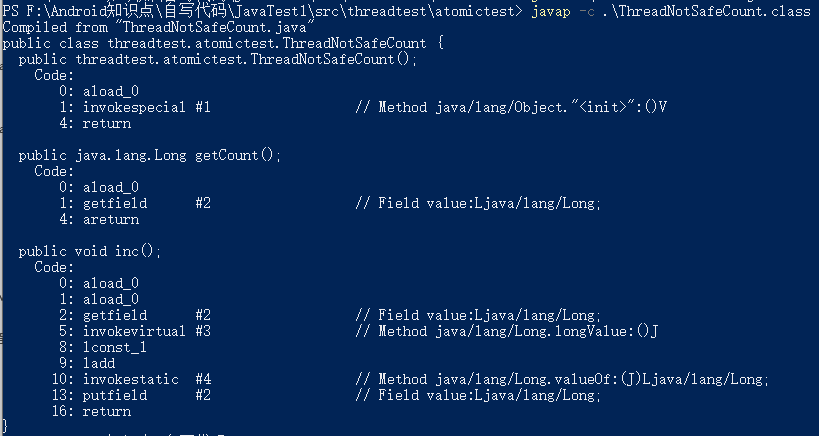 PS F:\Android知识点\自写代码\JavaTest1\src\threadtest\atomictest> javap -c .\ThreadNotSafeCount.class
Compiled from "ThreadNotSafeCount.java"
public class threadtest.atomictest.ThreadNotSafeCount {
  public threadtest.atomictest.ThreadNotSafeCount();
    Code:
       0: aload_0
       1: invokespecial #1                  // Method java/lang/Object."<init>":()V
       4: return

  public java.lang.Long getCount();
    Code:
       0: aload_0
       1: getfield      #2                  // Field value:Ljava/lang/Long;
       4: areturn

  public void inc();
    Code:
       0: aload_0
       1: aload_0
       2: getfield      #2                  // Field value:Ljava/lang/Long;
       5: invokevirtual #3                  // Method java/lang/Long.longValue:()J
       8: lconst_1
       9: ladd
      10: invokestatic  #4                  // Method java/lang/Long.valueOf:(J)Ljava/lang/Long;
      13: putfield      #2                  // Field value:Ljava/lang/Long;
      16: return
}